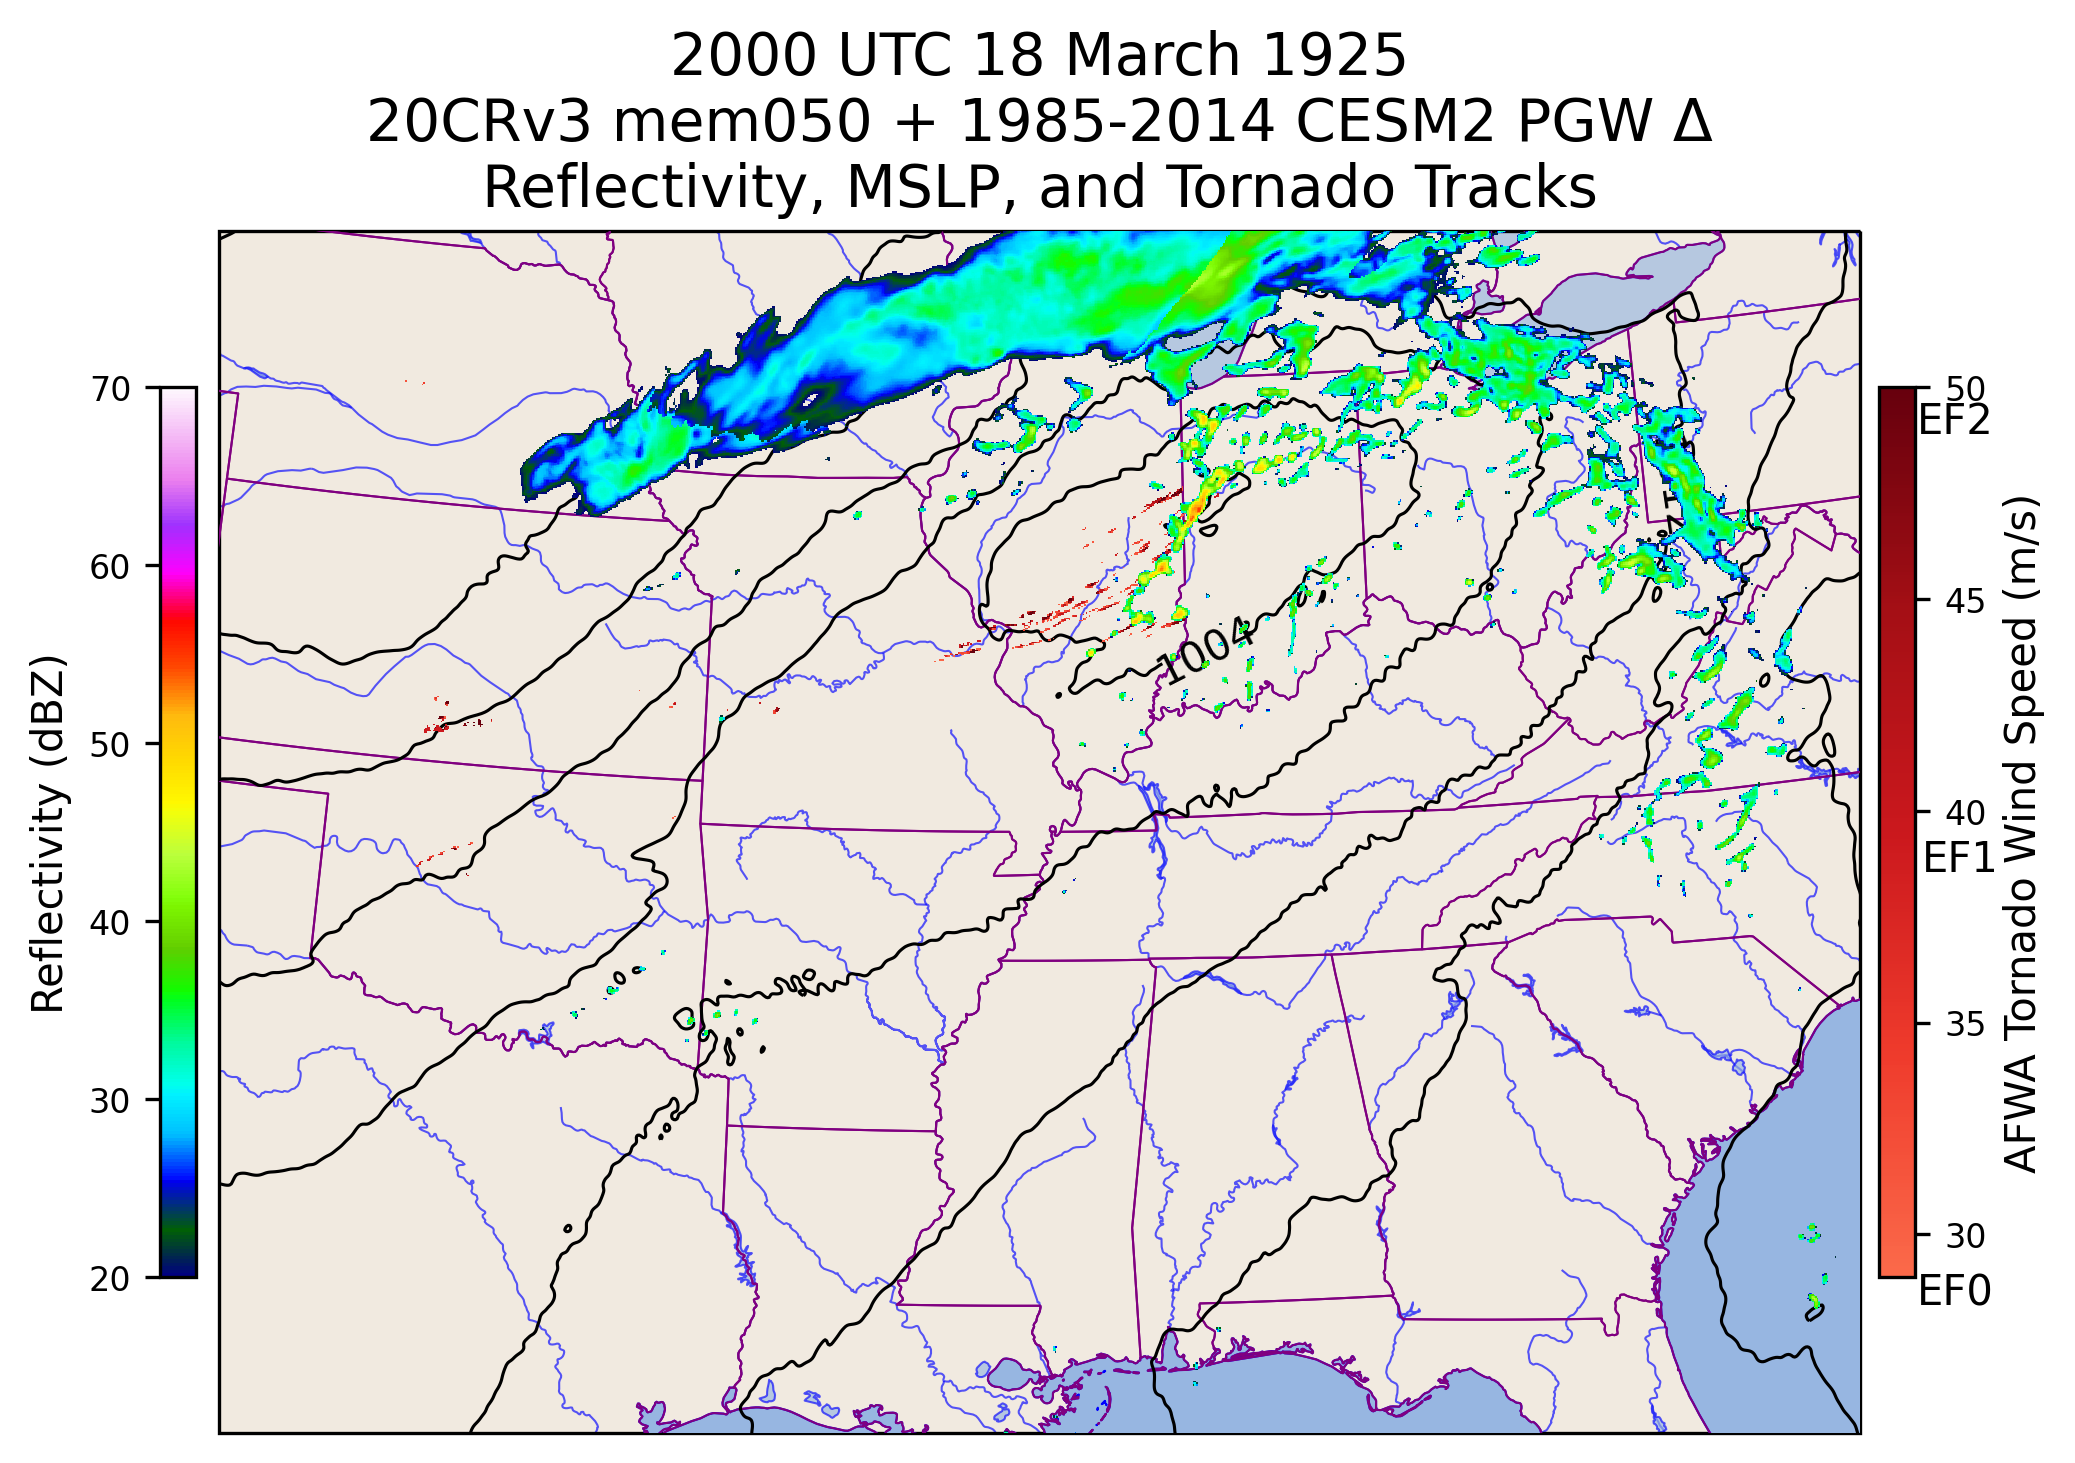 2000 UTC 18 March 1925
20CRv3 mem050 + 1985-2014 CESM2 PGW Δ
Reflectivity, MSLP, and Tornado Tracks
70
60
50
40
30
20
Reflectivity (dBZ)
1004
50
EF2
45
40
EF1
35
30
EF0
AFWA Tornado Wind Speed (m/s)